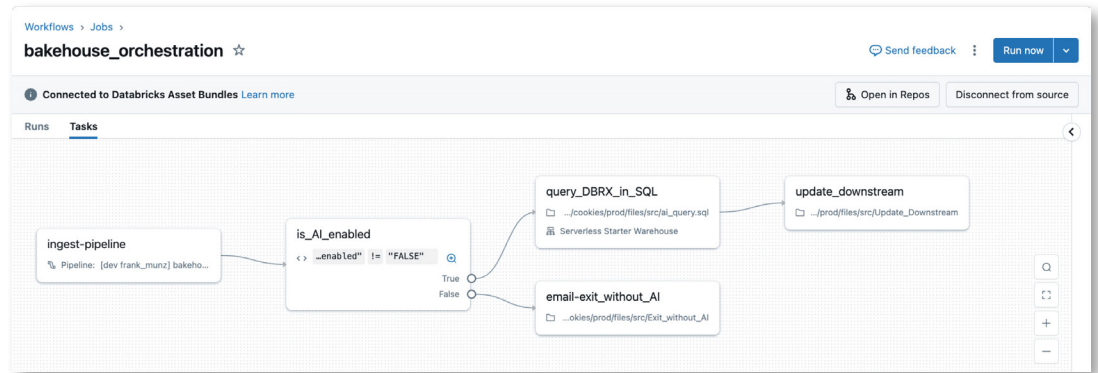 Workflows > Jobs >
bakehouse_orchestration
Send feedback
Run now
Connected to Databricks Asset Bundles Learn more
Open in Repos
Disconnect from source
Runs Tasks
ingest-pipeline
Pipeline: [dev frank_munz] bakeho...
is_AI_enabled
<> …enabled" != "FALSE"
True
False
query_DBRX_in_SQL
.../cookies/prod/files/src/ai_query.sql
Serverless Starter Warehouse
email-exit_without_AI
...okies/prod/files/src/Exit_without_AI
update_downstream
.../prod/files/src/Update_Downstream